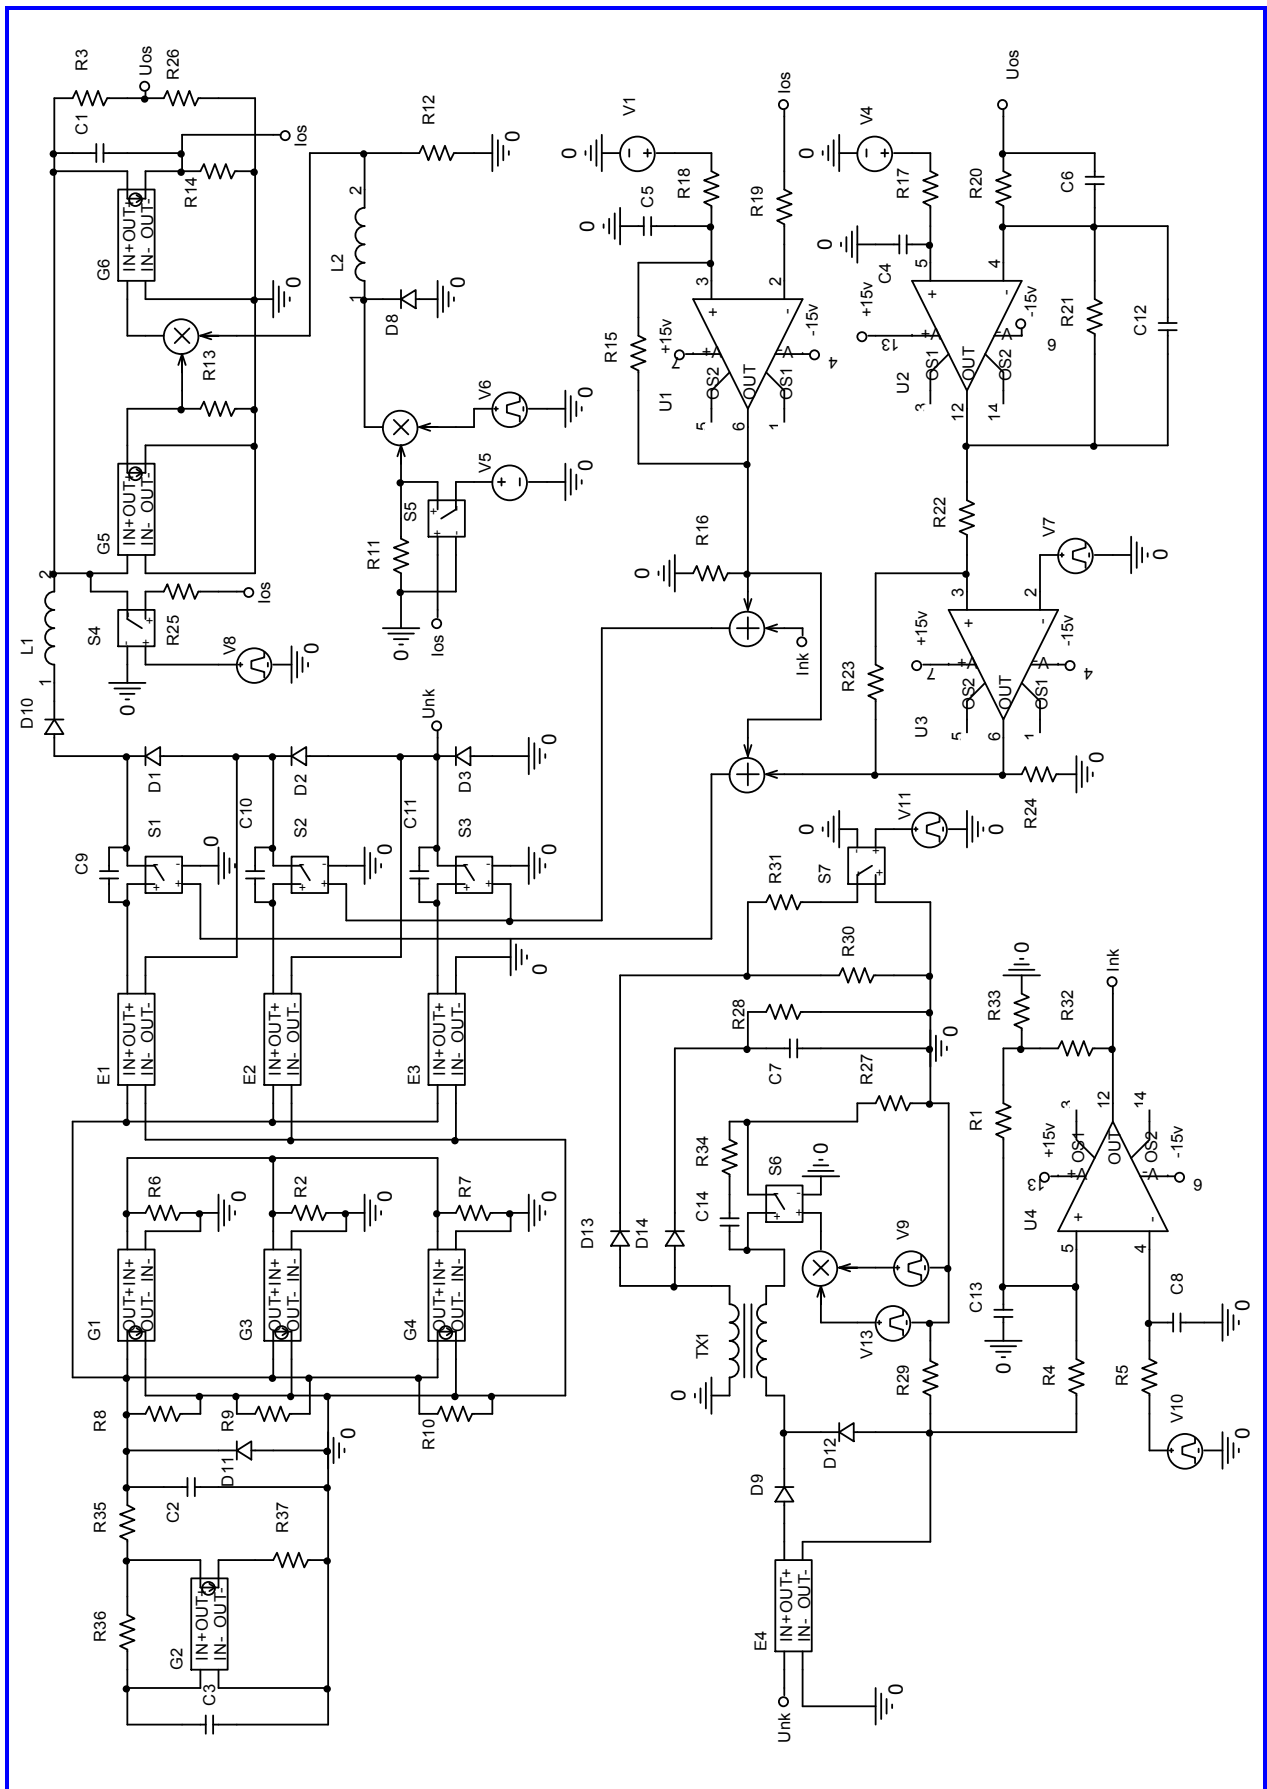 R3
Uos
R26
C1
Ios
R12
IN+OUT+
IN- OUT-
G6
R14
0
R13
IN+OUT+
IN- OUT-
G5
L1
1
2
S4
R25
Ios
V8
0
0
D10
L2
1
2
D8
0
0
V6
0
V5
0
S5
R11
0
Ios
V1
0
Ios
R18
C5
0
R19
3
2
R15
+15v
7
+V
-V
-15v
4
U1
OS2
OUT
OS1
5
6
1
V4
0
Uos
R17
R20
C6
C4
0
5
4
+15v
13
+V
-V
-15v
6
U2
OS1
OUT
OS2
3
12
14
R21
C12
R22
V7
0
R16
0
Ink
3
2
R23
+15v
7
+V
-V
-15v
4
U3
OS2
OUT
OS1
5
6
1
R24
0
D1
D2
Unk
D3
0
C9
S1
0
C10
S2
0
C11
S3
0
E1
IN+OUT+
IN- OUT-
E2
IN+OUT+
IN- OUT-
E3
IN+OUT+
IN- OUT-
0
R6
0
R2
0
R7
0
G1
OUT+IN+
OUT- IN-
G3
OUT+IN+
OUT- IN-
G4
OUT+IN+
OUT- IN-
R8
R9
R10
D11
0
C2
R35
R37
R36
G2
IN+OUT+
IN- OUT-
C3
V11
0
0
S7
R31
R30
R28
C7
0
R27
R34
C14
S6
0
D13
D14
V9
V13
TX1
0
R29
D12
D9
E4
IN+OUT+
IN- OUT-
Unk
0
R33
0
R32
Ink
R1
+15v
13
+V
-V
-15v
6
U4
OS1
OUT
OS2
3
12
14
5
4
C13
0
C8
0
R4
R5
V10
0